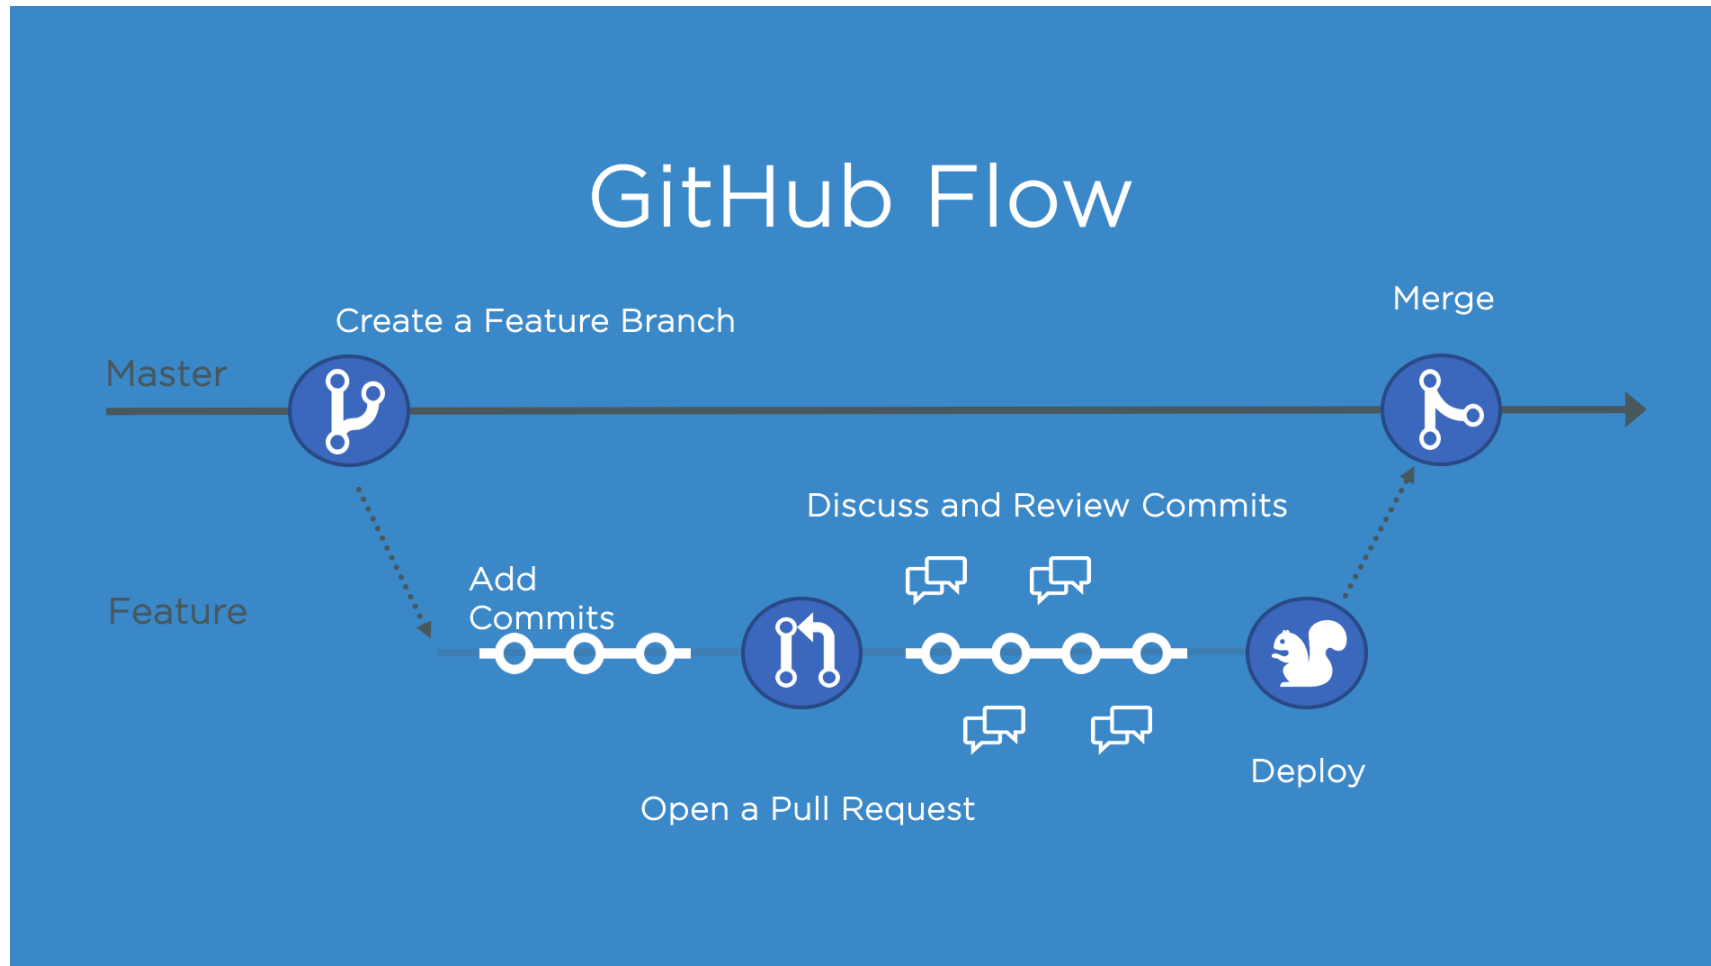 GitHub Flow
Merge
Create a Feature Branch
Master
Discuss and Review Commits
Add
Commits
Feature
Deploy
Open a Pull Request